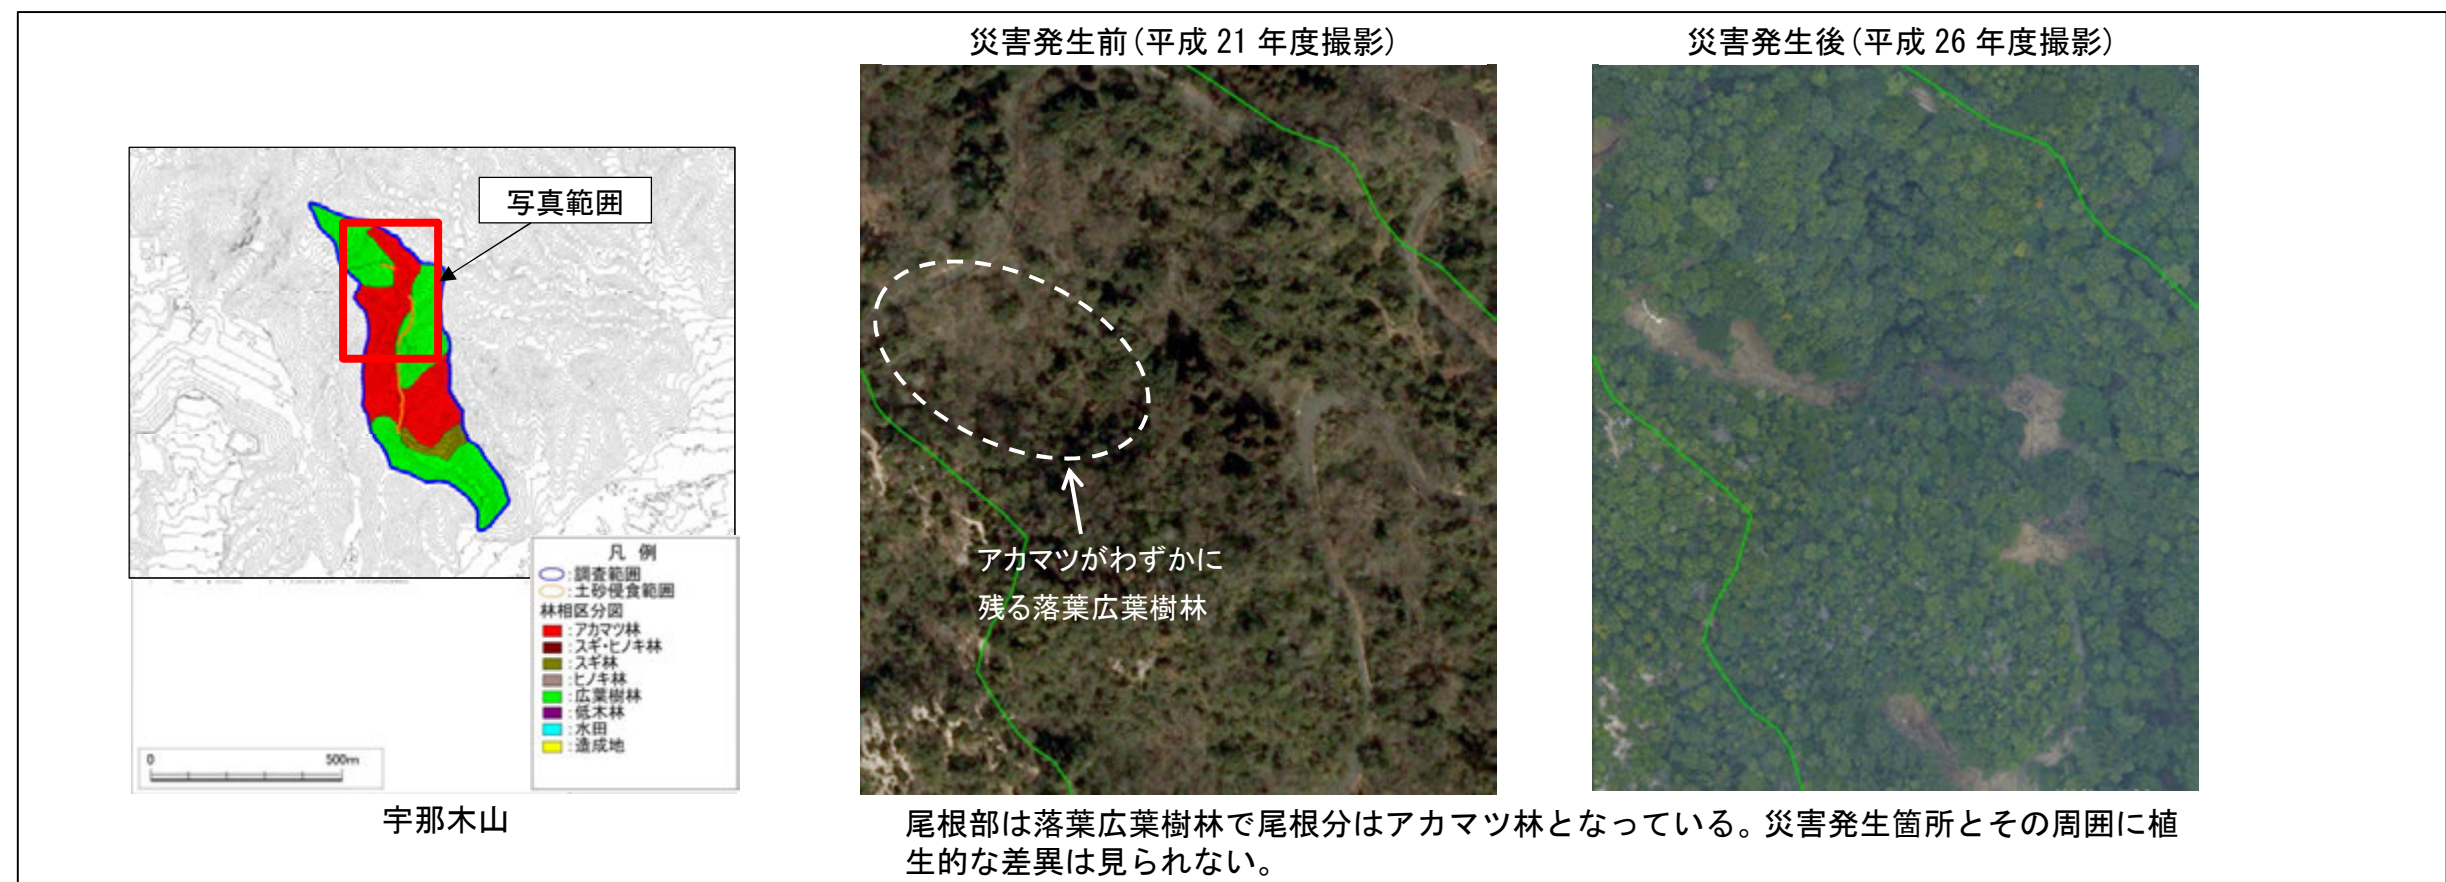 災害発生前(平成 21 年度撮影)
災害発生後(平成 26 年度撮影)
写真範囲
アカマツがわずかに
残る落葉広葉樹林
凡 例
:調査範囲
:土砂侵食範囲
林相区分図
:アカマツ林
:スギ・ヒノキ林
:スギ林
:ヒノキ林
:広葉樹林
:低木林
:水田
:造成地
0 500m
宇那木山
尾根部は落葉広葉樹林で尾根分はアカマツ林となっている。災害発生箇所とその周囲に植
生的な差異は見られない。